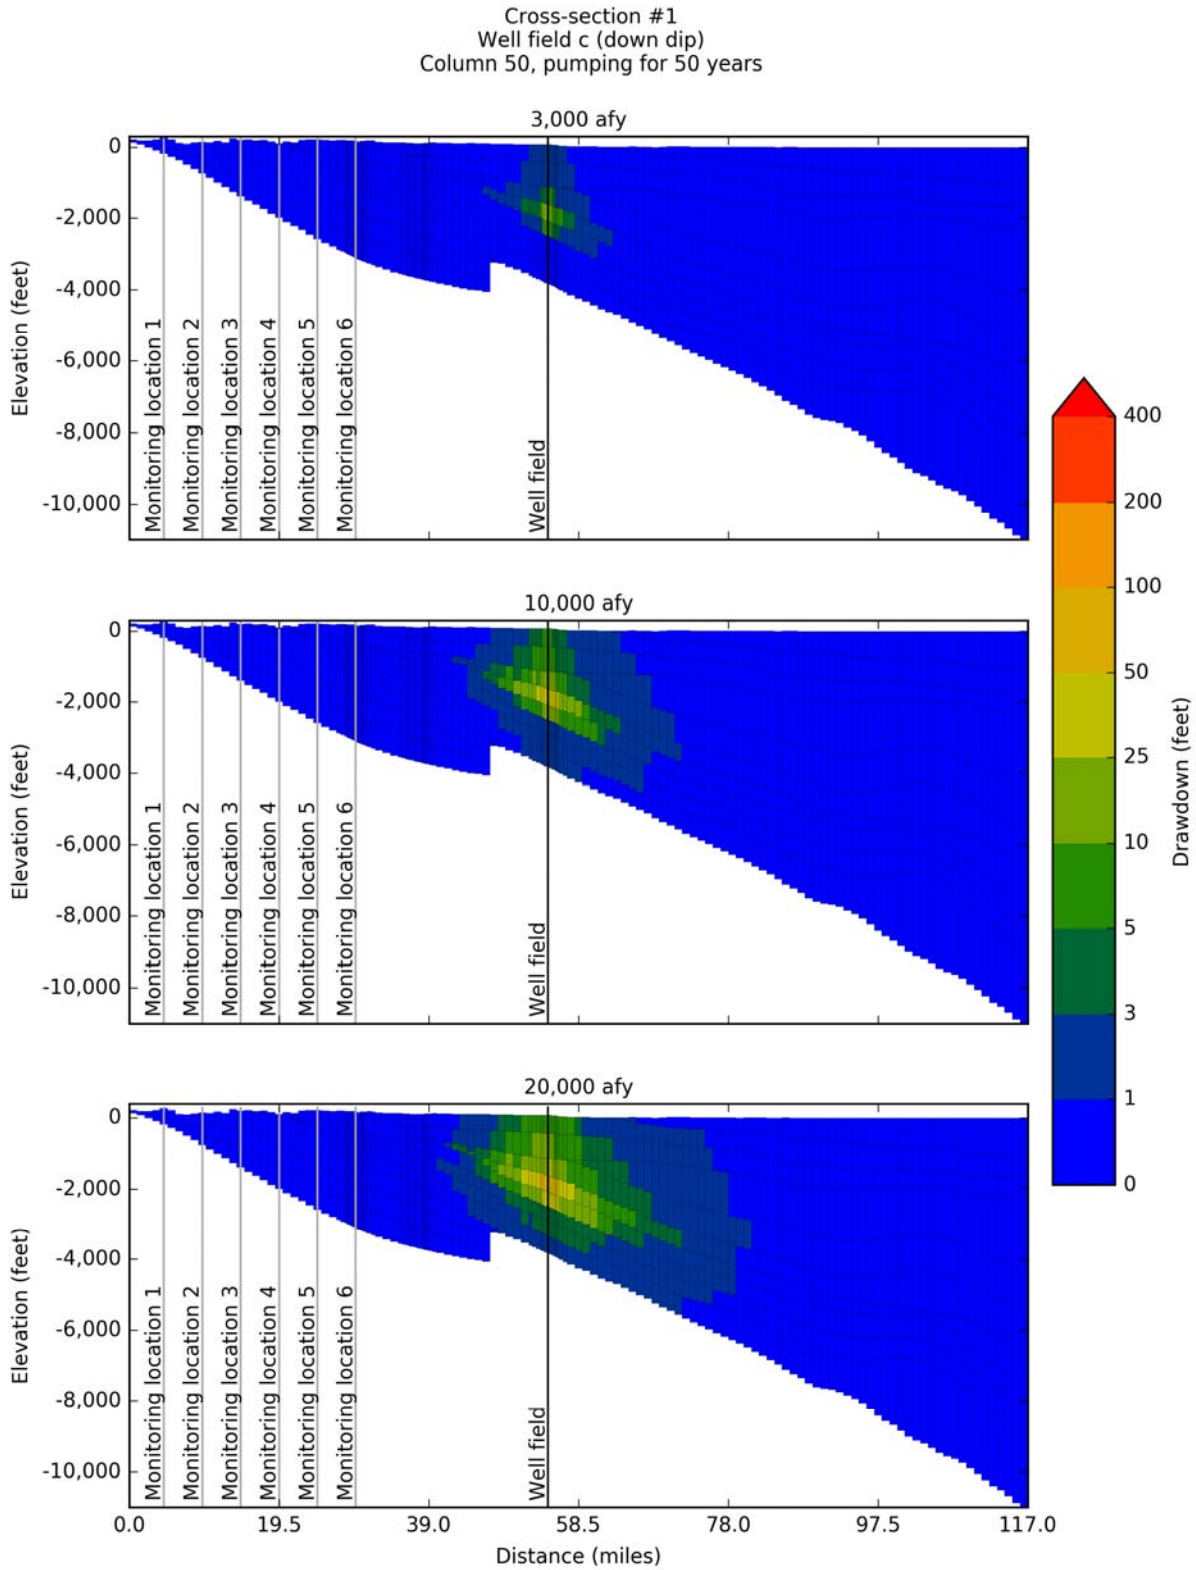 Cross-section #1
Well field c (down dip)
Column 50, pumping for 50 years
3,000 afy
0
-2,000
-4,000
-6,000
-8,000
-10,000
Elevation (feet)
Monitoring location 1
Monitoring location 2
Monitoring location 3
Monitoring location 4
Monitoring location 5
Monitoring location 6
Well field
10,000 afy
0
-2,000
-4,000
-6,000
-8,000
-10,000
Elevation (feet)
Monitoring location 1
Monitoring location 2
Monitoring location 3
Monitoring location 4
Monitoring location 5
Monitoring location 6
Well field
20,000 afy
0
-2,000
-4,000
-6,000
-8,000
-10,000
Elevation (feet)
Monitoring location 1
Monitoring location 2
Monitoring location 3
Monitoring location 4
Monitoring location 5
Monitoring location 6
Well field
0.0 19.5 39.0 58.5 78.0 97.5 117.0
Distance (miles)
400
200
100
50
25
10
5
3
1
0
Drawdown (feet)